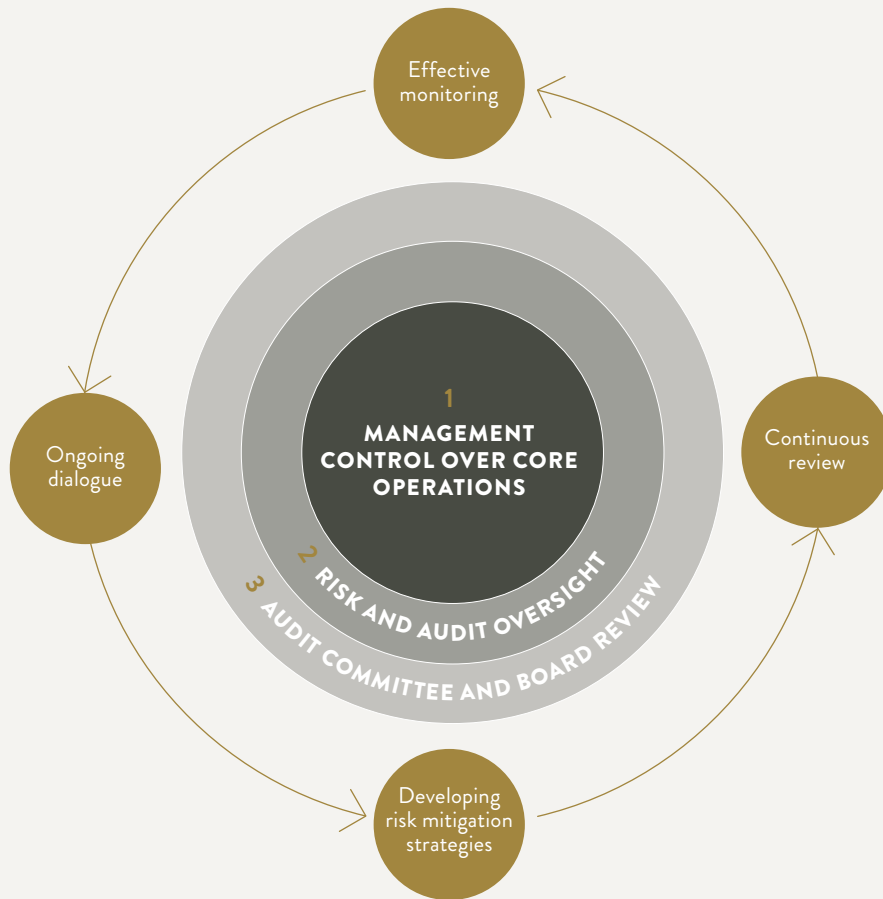 Effective
monitoring
1
MANAGEMENT
CONTROL OVER CORE
OPERATIONS
Ongoing
dialogue
Continuous
review
2 RISK AND AUDIT OVERSIGHT
3 AUDIT COMMITTEE AND BOARD REVIEW
Developing
risk mitigation
strategies